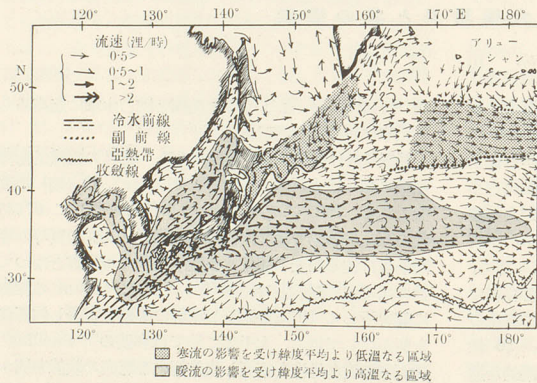 120° 130° 140° 150° 160° 170°E 180°
流速(浬/時)
0·5>
0·5~1
1~2
>2
冷水前線
副前線
亞熱帶
收斂線
アリュー
シャン
N
50°
40°
30°
120° 130° 140° 150° 160° 170° 180°
寒流の影響を受け緯度平均より低溫なる區域
暖流の影響を受け緯度平均より高溫なる區域